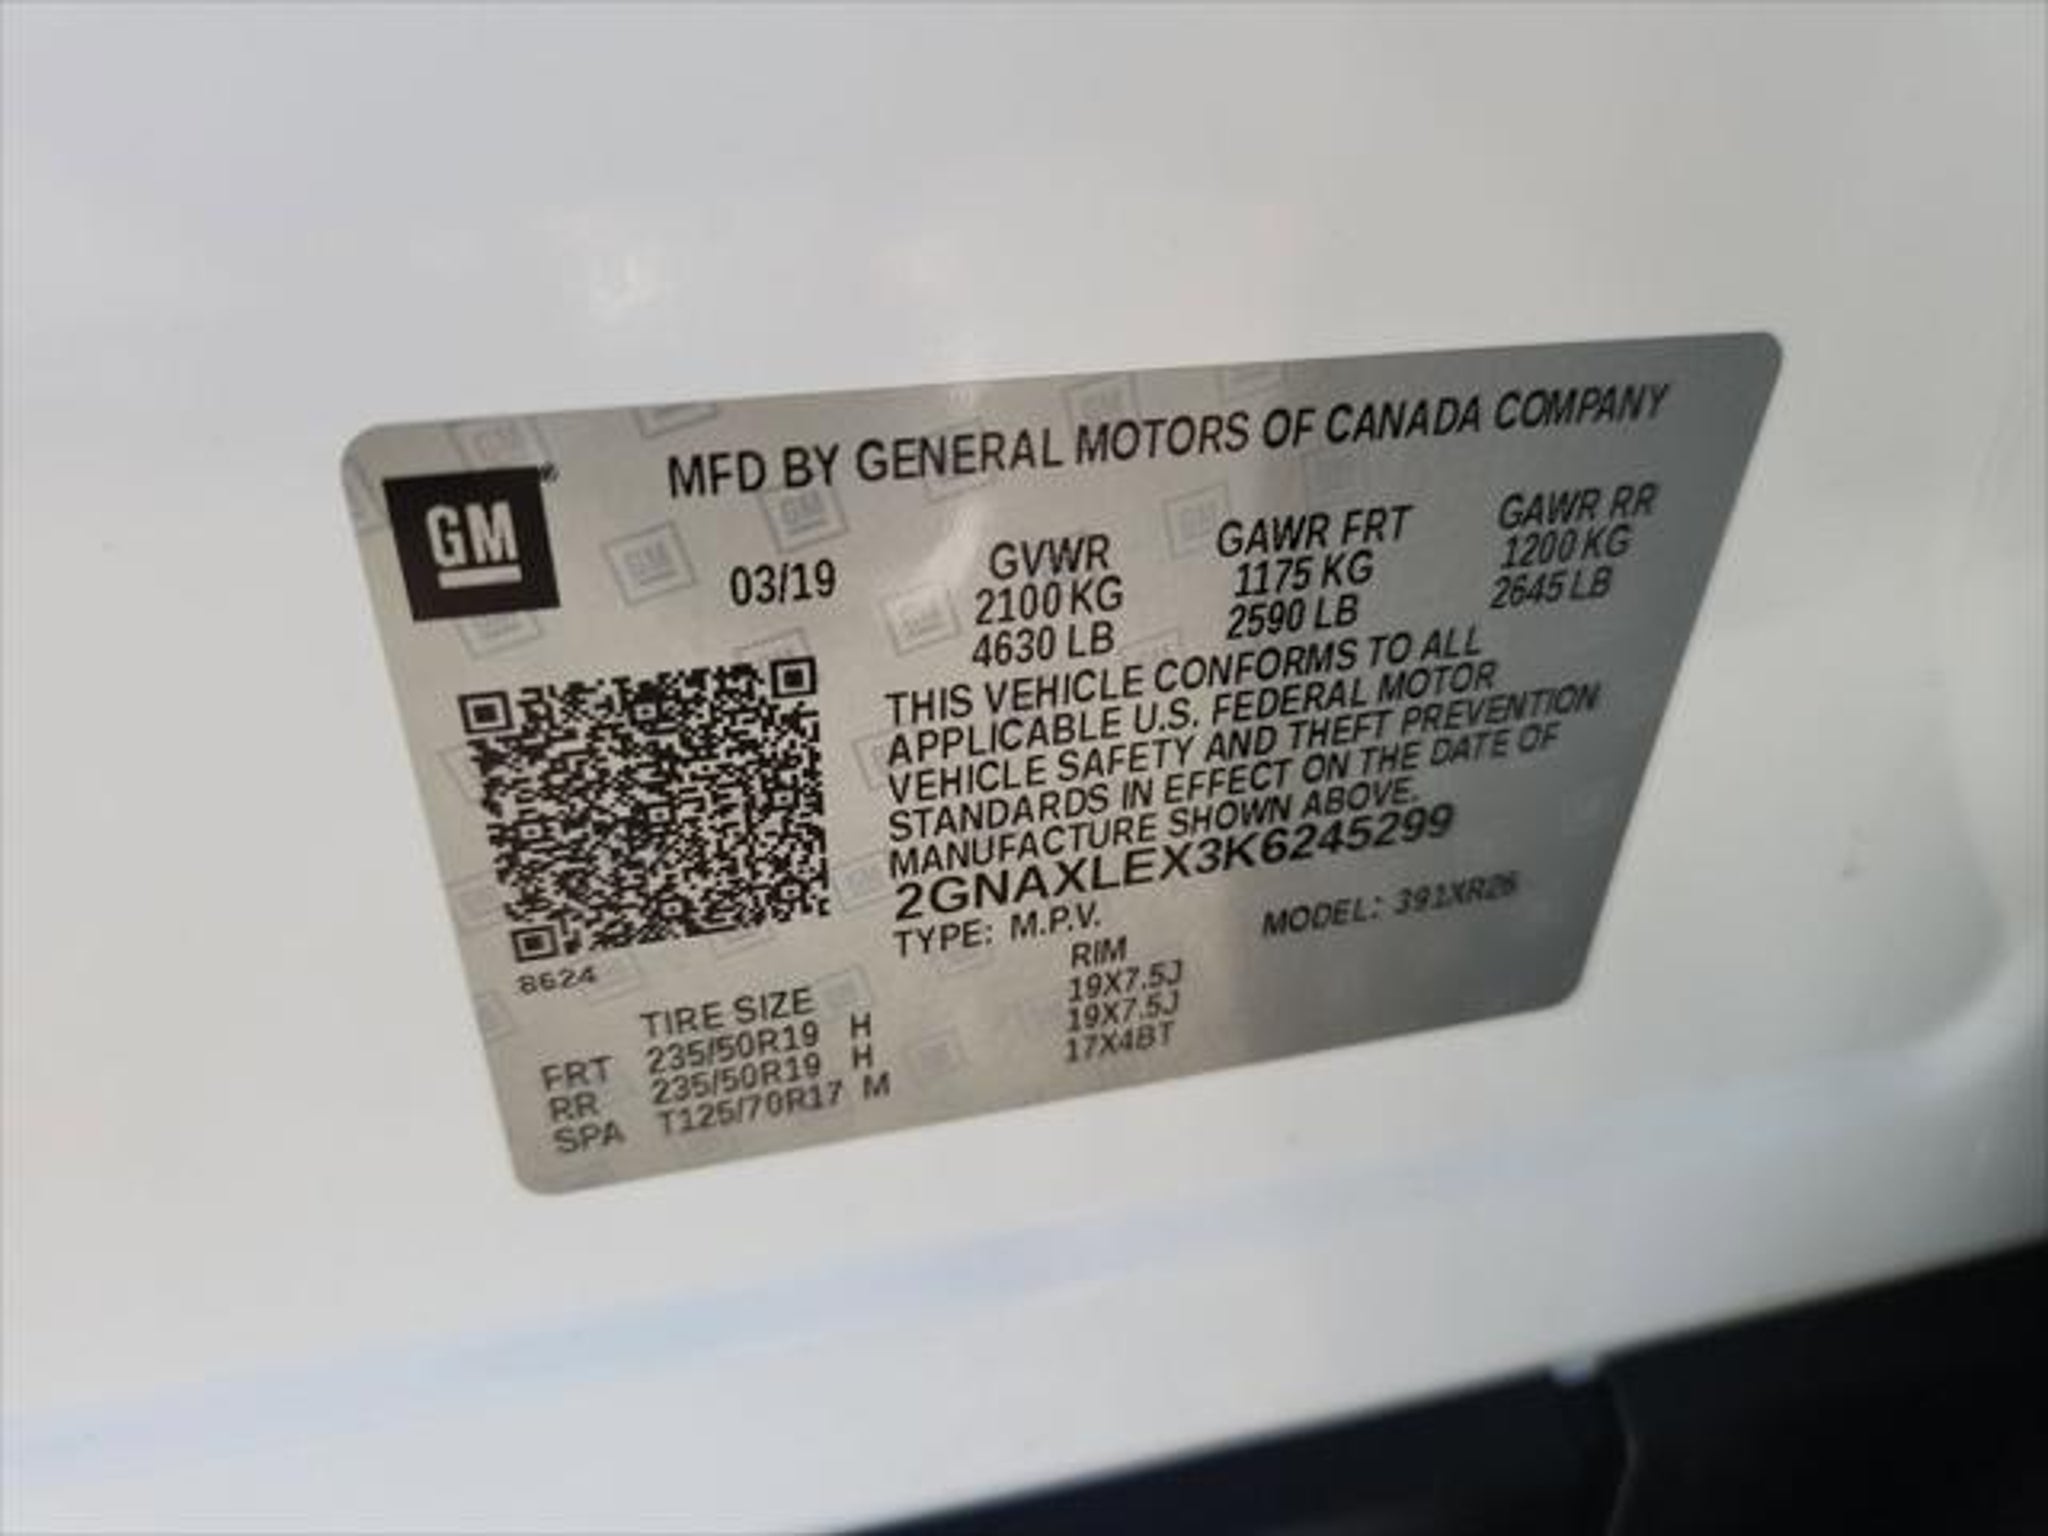 MFD BY GENERAL MOTORS OF CANADA COMPANY
GM
03/19
GVWR
2100 KG
4630 LB
GAWR FRT
1175 KG
2590 LB
GAWR RR
1200 KG
2645 LB
THIS VEHICLE CONFORMS TO ALL
APPLICABLE U.S. FEDERAL MOTOR
VEHICLE SAFETY AND THEFT PREVENTION
STANDARDS IN EFFECT ON THE DATE OF
MANUFACTURE SHOWN ABOVE.
2GNAXLEX3K6245299
TYPE: M.P.V. MODEL: 391XR26
8624
TIRE SIZE RIM
FRT 235/50R19 H 19X7.5J
RR 235/50R19 H 19X7.5J
SPA T125/70R17 M 17X4BT